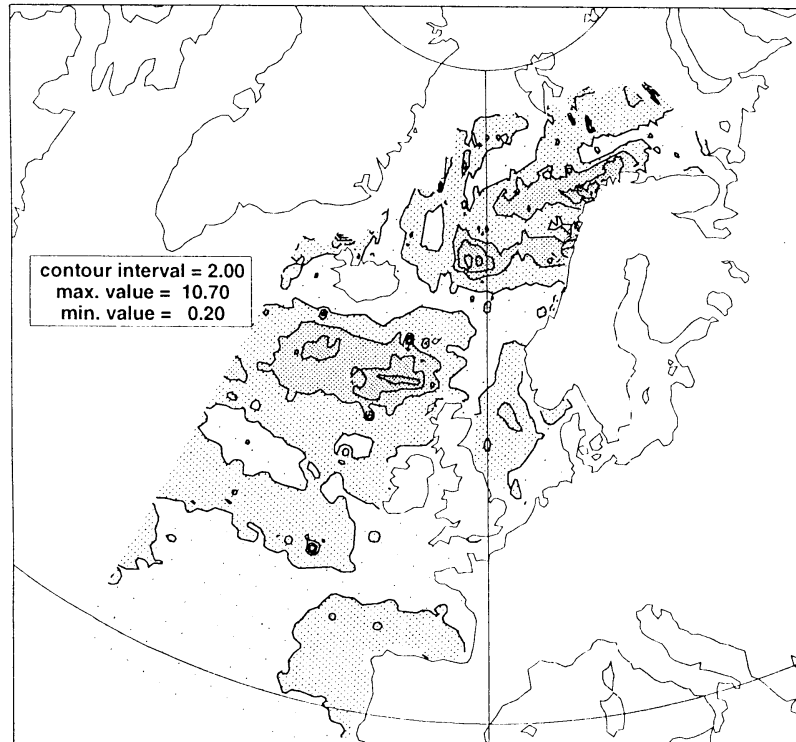 contour interval = 2.00
max. value = 10.70
min. value = 0.20